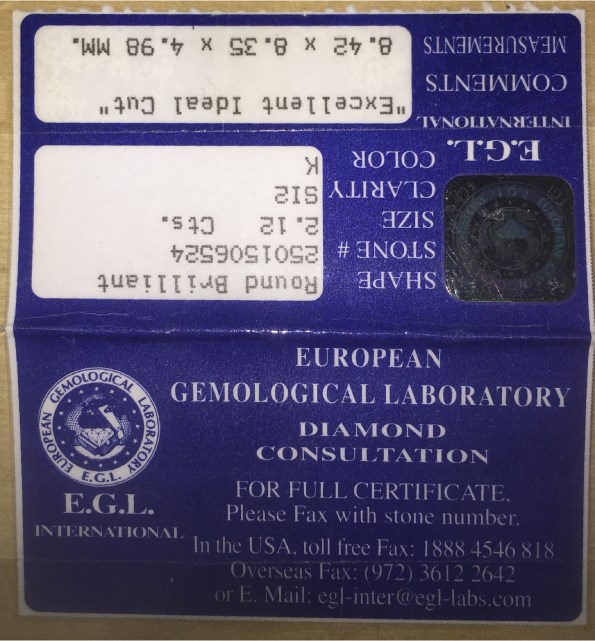 SHAPE Round Brilliant
STONE # 2501506524
SIZE 2.12 Cts.
CLARITY SI2
COLOR K
E.G.L.
INTERNATIONAL
COMMENTS "Excellent Ideal Cut"
MEASUREMENTS 8.42 x 8.35 x 4.98 MM.
EUROPEAN
GEMOLOGICAL LABORATORY
DIAMOND
CONSULTATION
EUROPEAN GEMOLOGICAL LABORATORY
E.G.L.
E.G.L.
INTERNATIONAL
FOR FULL CERTIFICATE,
Please Fax with stone number.
In the USA, toll free Fax: 1888 4546 818
Overseas Fax: (972) 3612 2642
or E. Mail: egl-inter@egl-labs.com